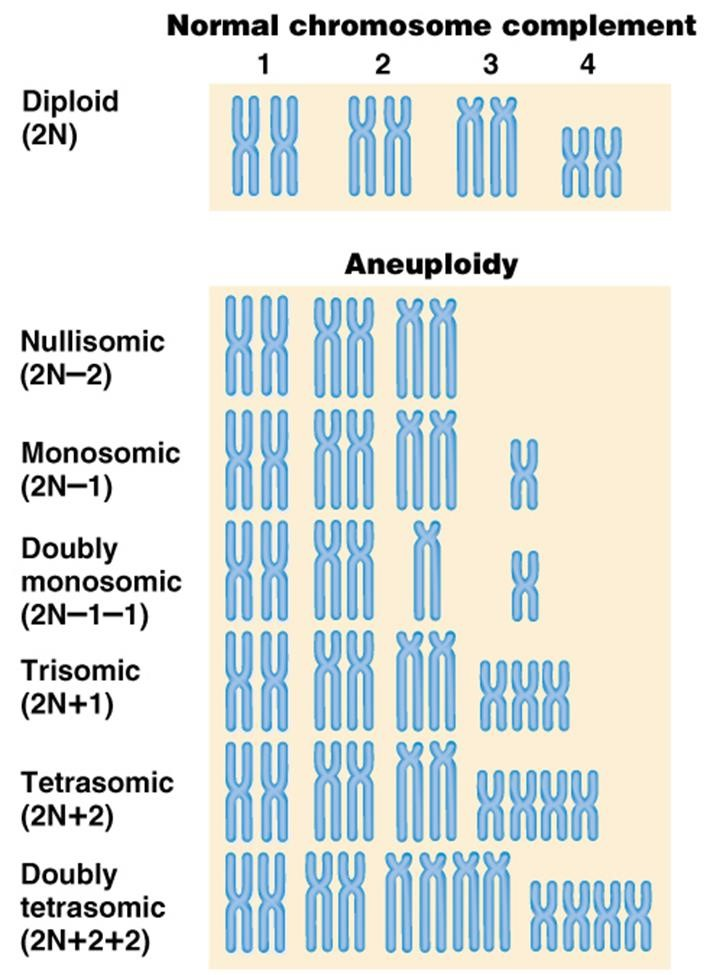 Normal chromosome complement
1 2 3 4
Diploid
(2N)
Aneuploidy
Nullisomic
(2N−2)
Monosomic
(2N−1)
Doubly
monosomic
(2N−1−1)
Trisomic
(2N+1)
Tetrasomic
(2N+2)
Doubly
tetrasomic
(2N+2+2)